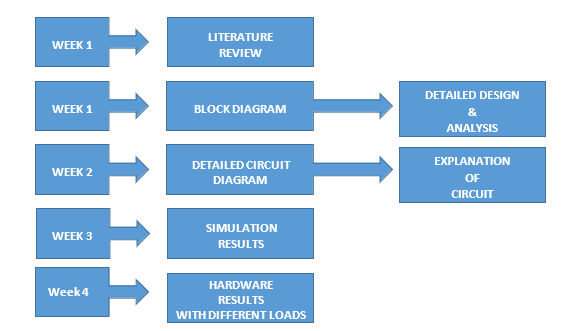 WEEK 1
LITERATURE
REVIEW
WEEK 1
BLOCK DIAGRAM
DETAILED DESIGN
&
ANALYSIS
WEEK 2
DETAILED CIRCUIT
DIAGRAM
EXPLANATION
OF
CIRCUIT
WEEK 3
SIMULATION
RESULTS
Week 4
HARDWARE
RESULTS
WITH DIFFERENT LOADS